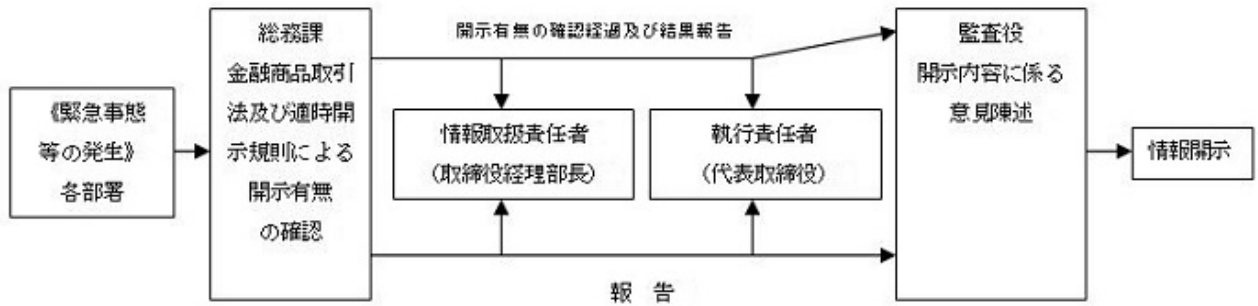 《緊急事態
等の発生》
各部署
総務課
金融商品取引
法及び適時開
示規則による
開示有無
の確認
開示有無の確認経過及び結果報告
情報取扱責任者
(取締役経理部長)
執行責任者
(代表取締役)
報 告
監査役
開示内容に係る
意見陳述
情報開示